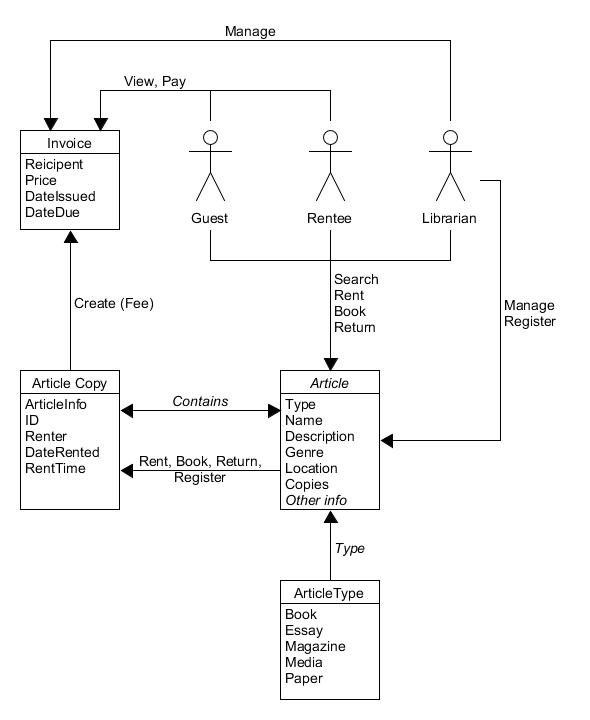 Manage
View, Pay
Invoice
Reicipent
Price
DateIssued
DateDue
Guest
Rentee
Librarian
Search
Rent
Book
Return
Manage
Register
Create (Fee)
Article Copy
ArticleInfo
ID
Renter
DateRented
RentTime
Contains
Rent, Book, Return,
Register
Article
Type
Name
Description
Genre
Location
Copies
Other info
Type
ArticleType
Book
Essay
Magazine
Media
Paper